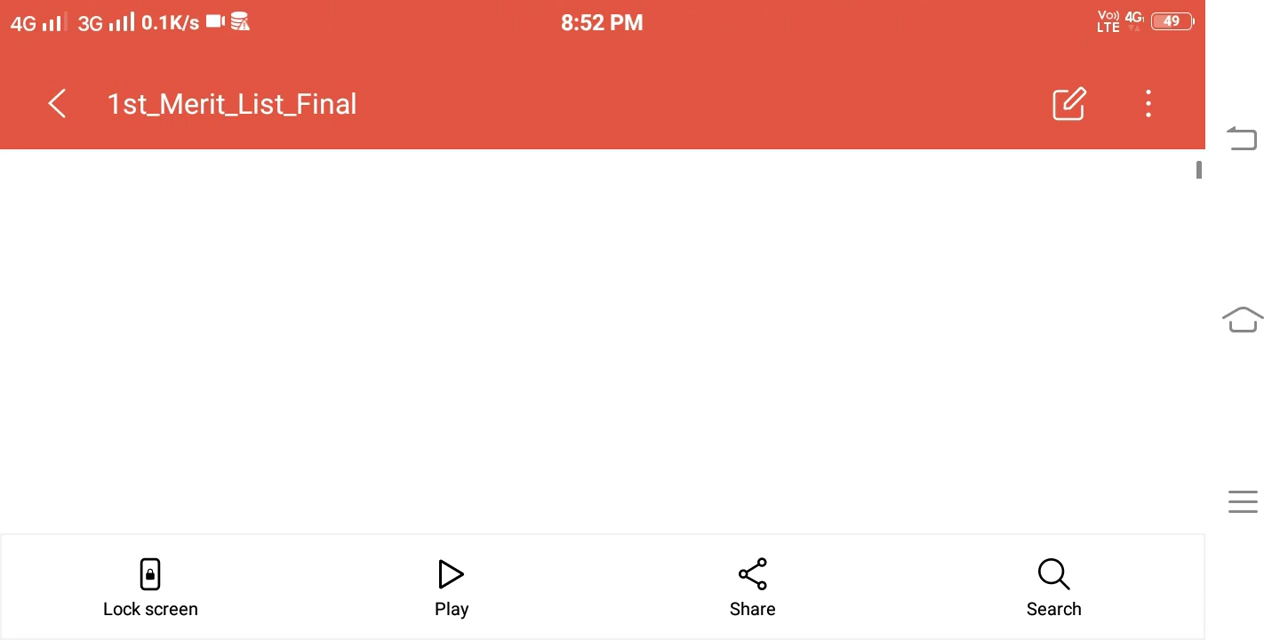 4G 3G 0.1K/s 8:52 PM Vo)) LTE 4G 49
1st_Merit_List_Final
Lock screen Play Share Search